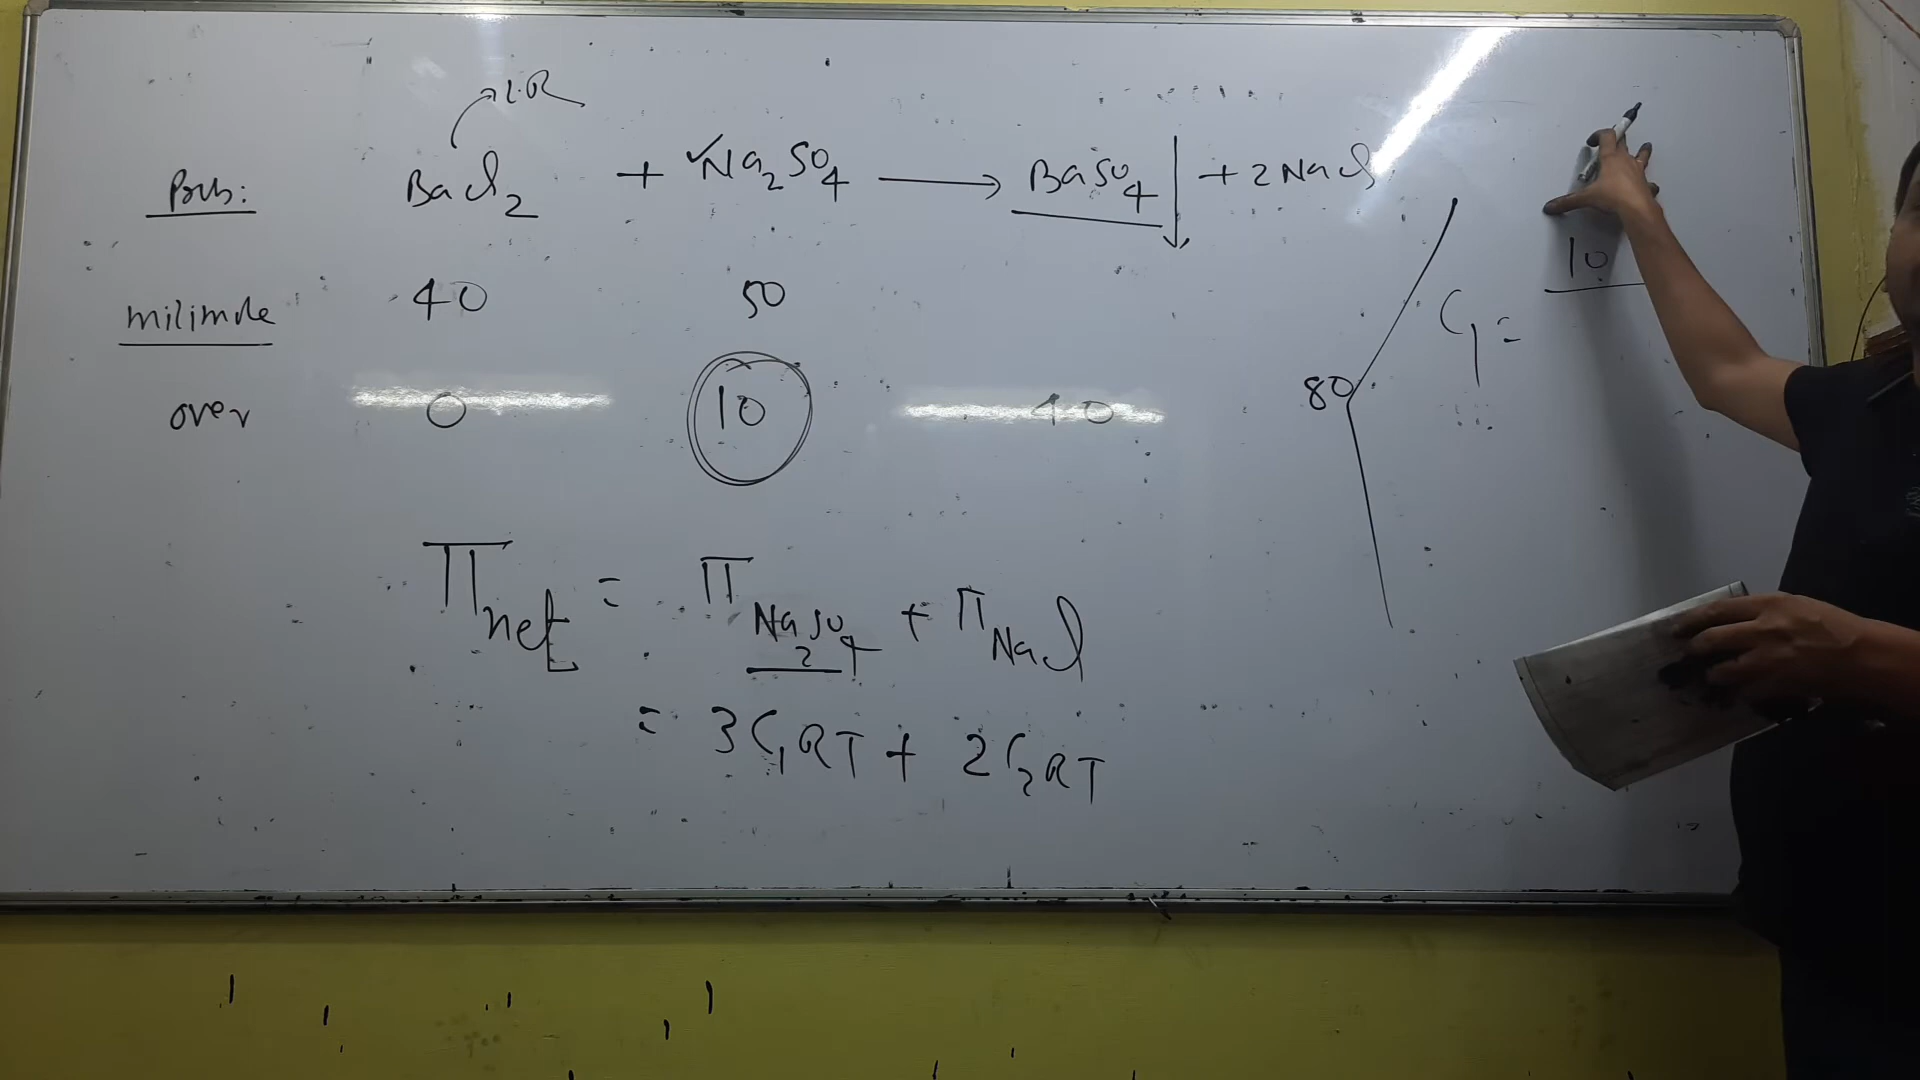 L.R
BaCl2 + ✓Na2SO4 ⟶ BaSO4↓ + 2NaCl
milimole 40 50
over 0 10 40 80
C1 = 10
πnet = πNa2SO4 + πNaCl
= 3C1RT + 2C2RT